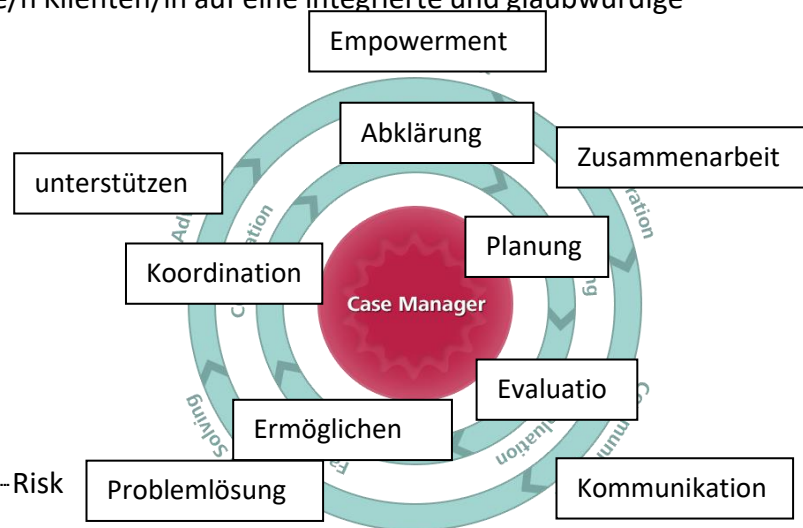 Klienten/in auf eine integrierte und glaubwürdige
Empowerment
Abklärung
Zusammenarbeit
unterstützen
Planung
Koordination
Case Manager
Evaluatio
Ermöglichen
Solving
Risk
Problemlösung
Kommunikation